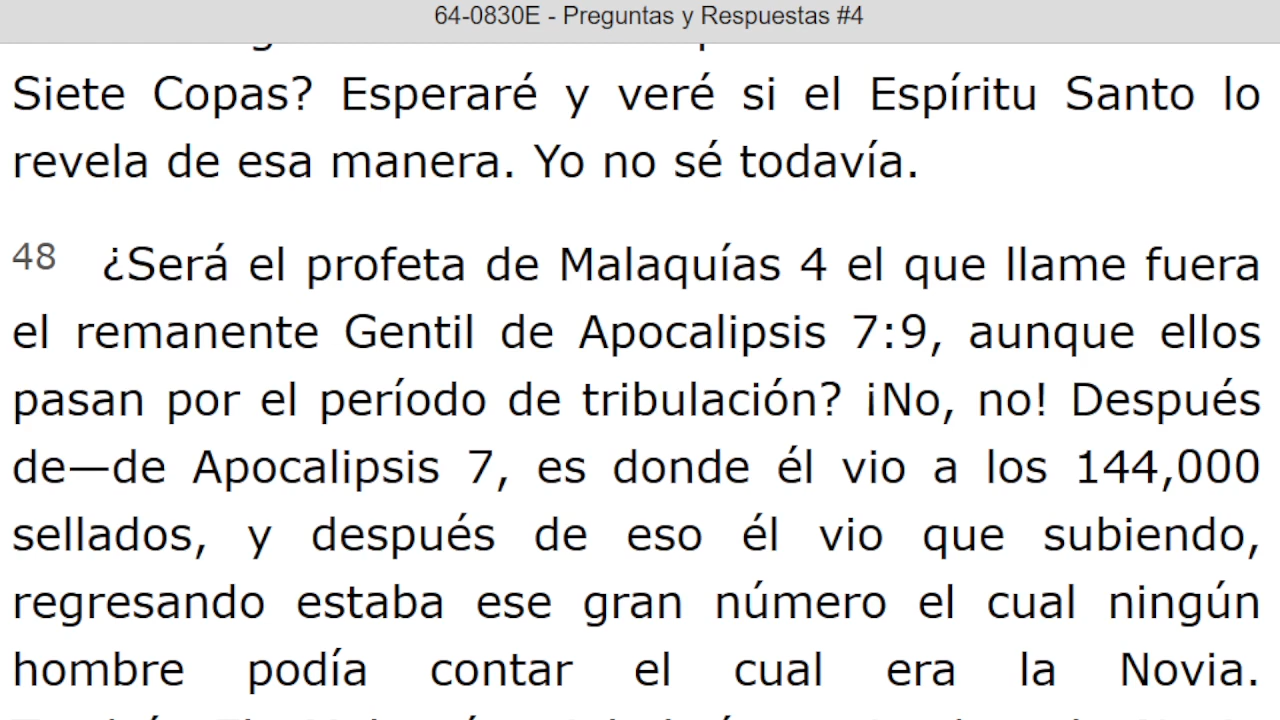 64-0830E - Preguntas y Respuestas #4
Siete Copas? Esperaré y veré si el Espíritu Santo lo
revela de esa manera. Yo no sé todavía.
48 ¿Será el profeta de Malaquías 4 el que llame fuera
el remanente Gentil de Apocalipsis 7:9, aunque ellos
pasan por el período de tribulación? ¡No, no! Después
de—de Apocalipsis 7, es donde él vio a los 144,000
sellados, y después de eso él vio que subiendo,
regresando estaba ese gran número el cual ningún
hombre podía contar el cual era la Novia.